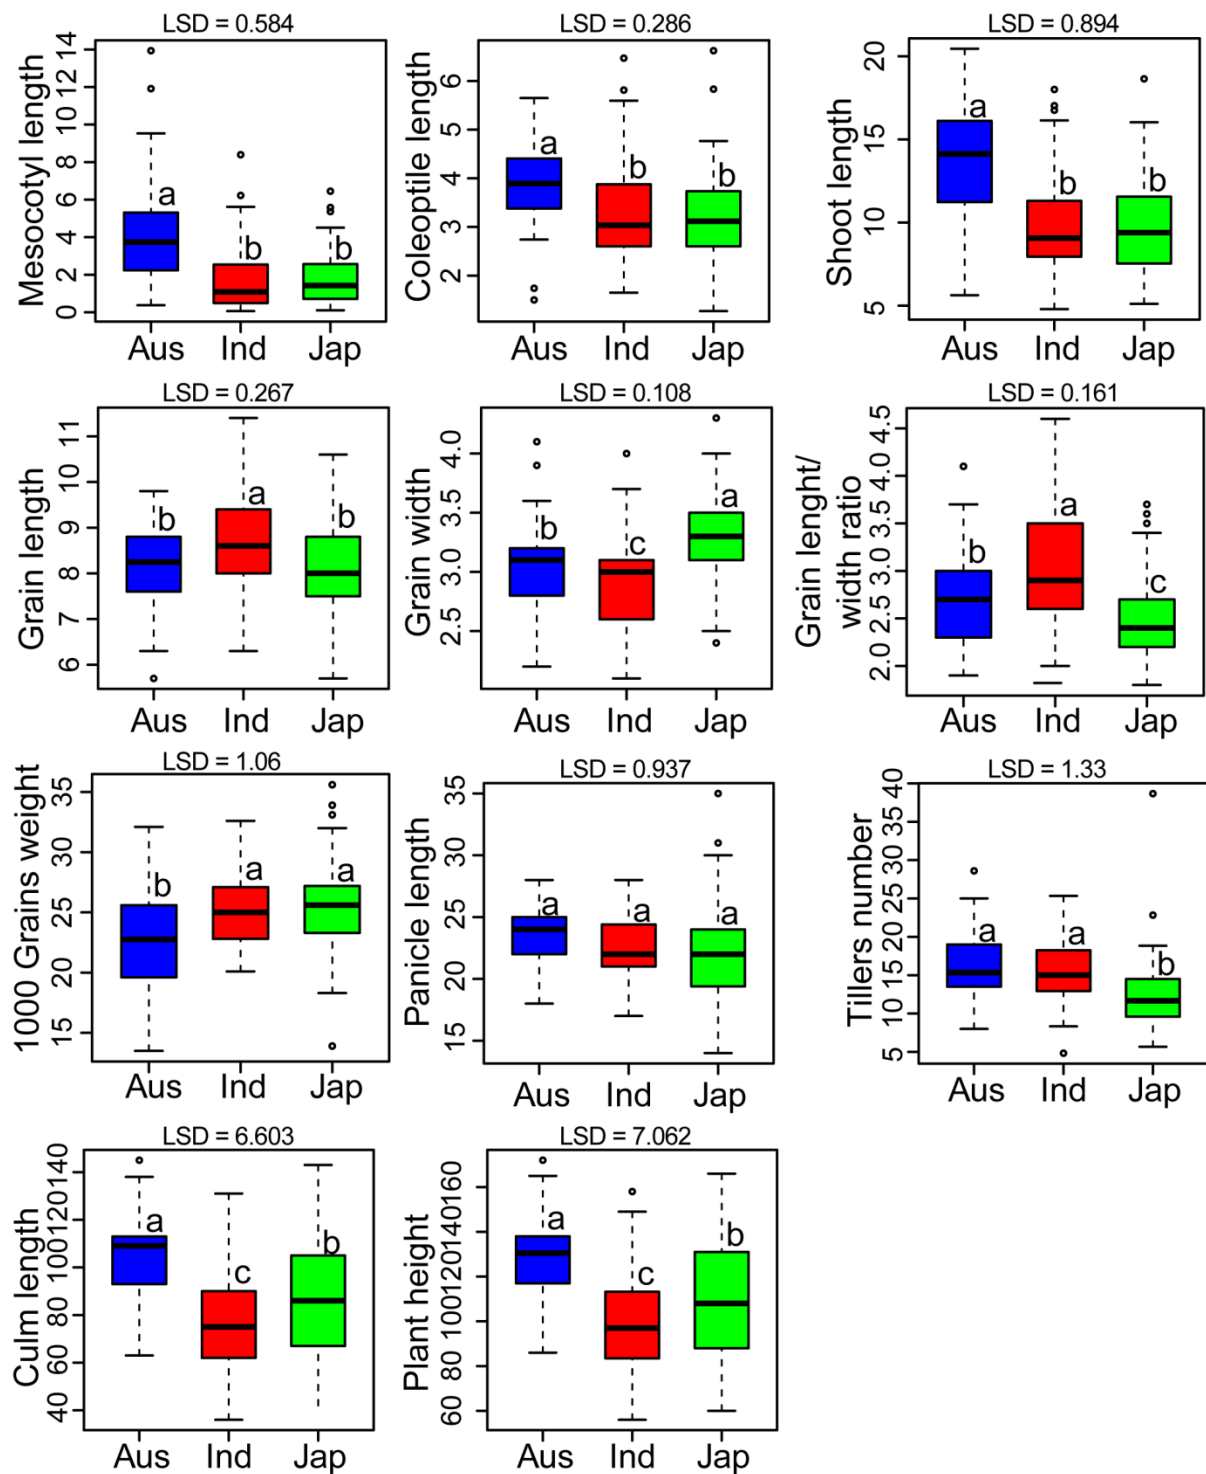 LSD = 0.584
Mesocotyl length
14
12
10
8
6
4
2
0
a
b
b
Aus Ind Jap
LSD = 0.286
Coleoptile length
6
5
4
3
2
a
b
b
Aus Ind Jap
LSD = 0.894
Shoot length
20
15
10
5
a
b
b
Aus Ind Jap
LSD = 0.267
Grain length
11
10
9
8
7
6
b
a
b
Aus Ind Jap
LSD = 0.108
Grain width
4.0
3.5
3.0
2.5
b
c
a
Aus Ind Jap
LSD = 0.161
Grain lenght/
width ratio
4.5
4.0
3.5
3.0
2.5
2.0
b
a
c
Aus Ind Jap
LSD = 1.06
1000 Grains weight
35
30
25
20
15
b
a
a
Aus Ind Jap
LSD = 0.937
Panicle length
35
30
25
20
15
a
a
a
Aus Ind Jap
LSD = 1.33
Tillers number
40
35
30
25
20
15
10
5
a
a
b
Aus Ind Jap
LSD = 6.603
Culm length
140
120
100
80
60
40
a
c
b
Aus Ind Jap
LSD = 7.062
Plant height
160
140
120
100
80
60
a
c
b
Aus Ind Jap